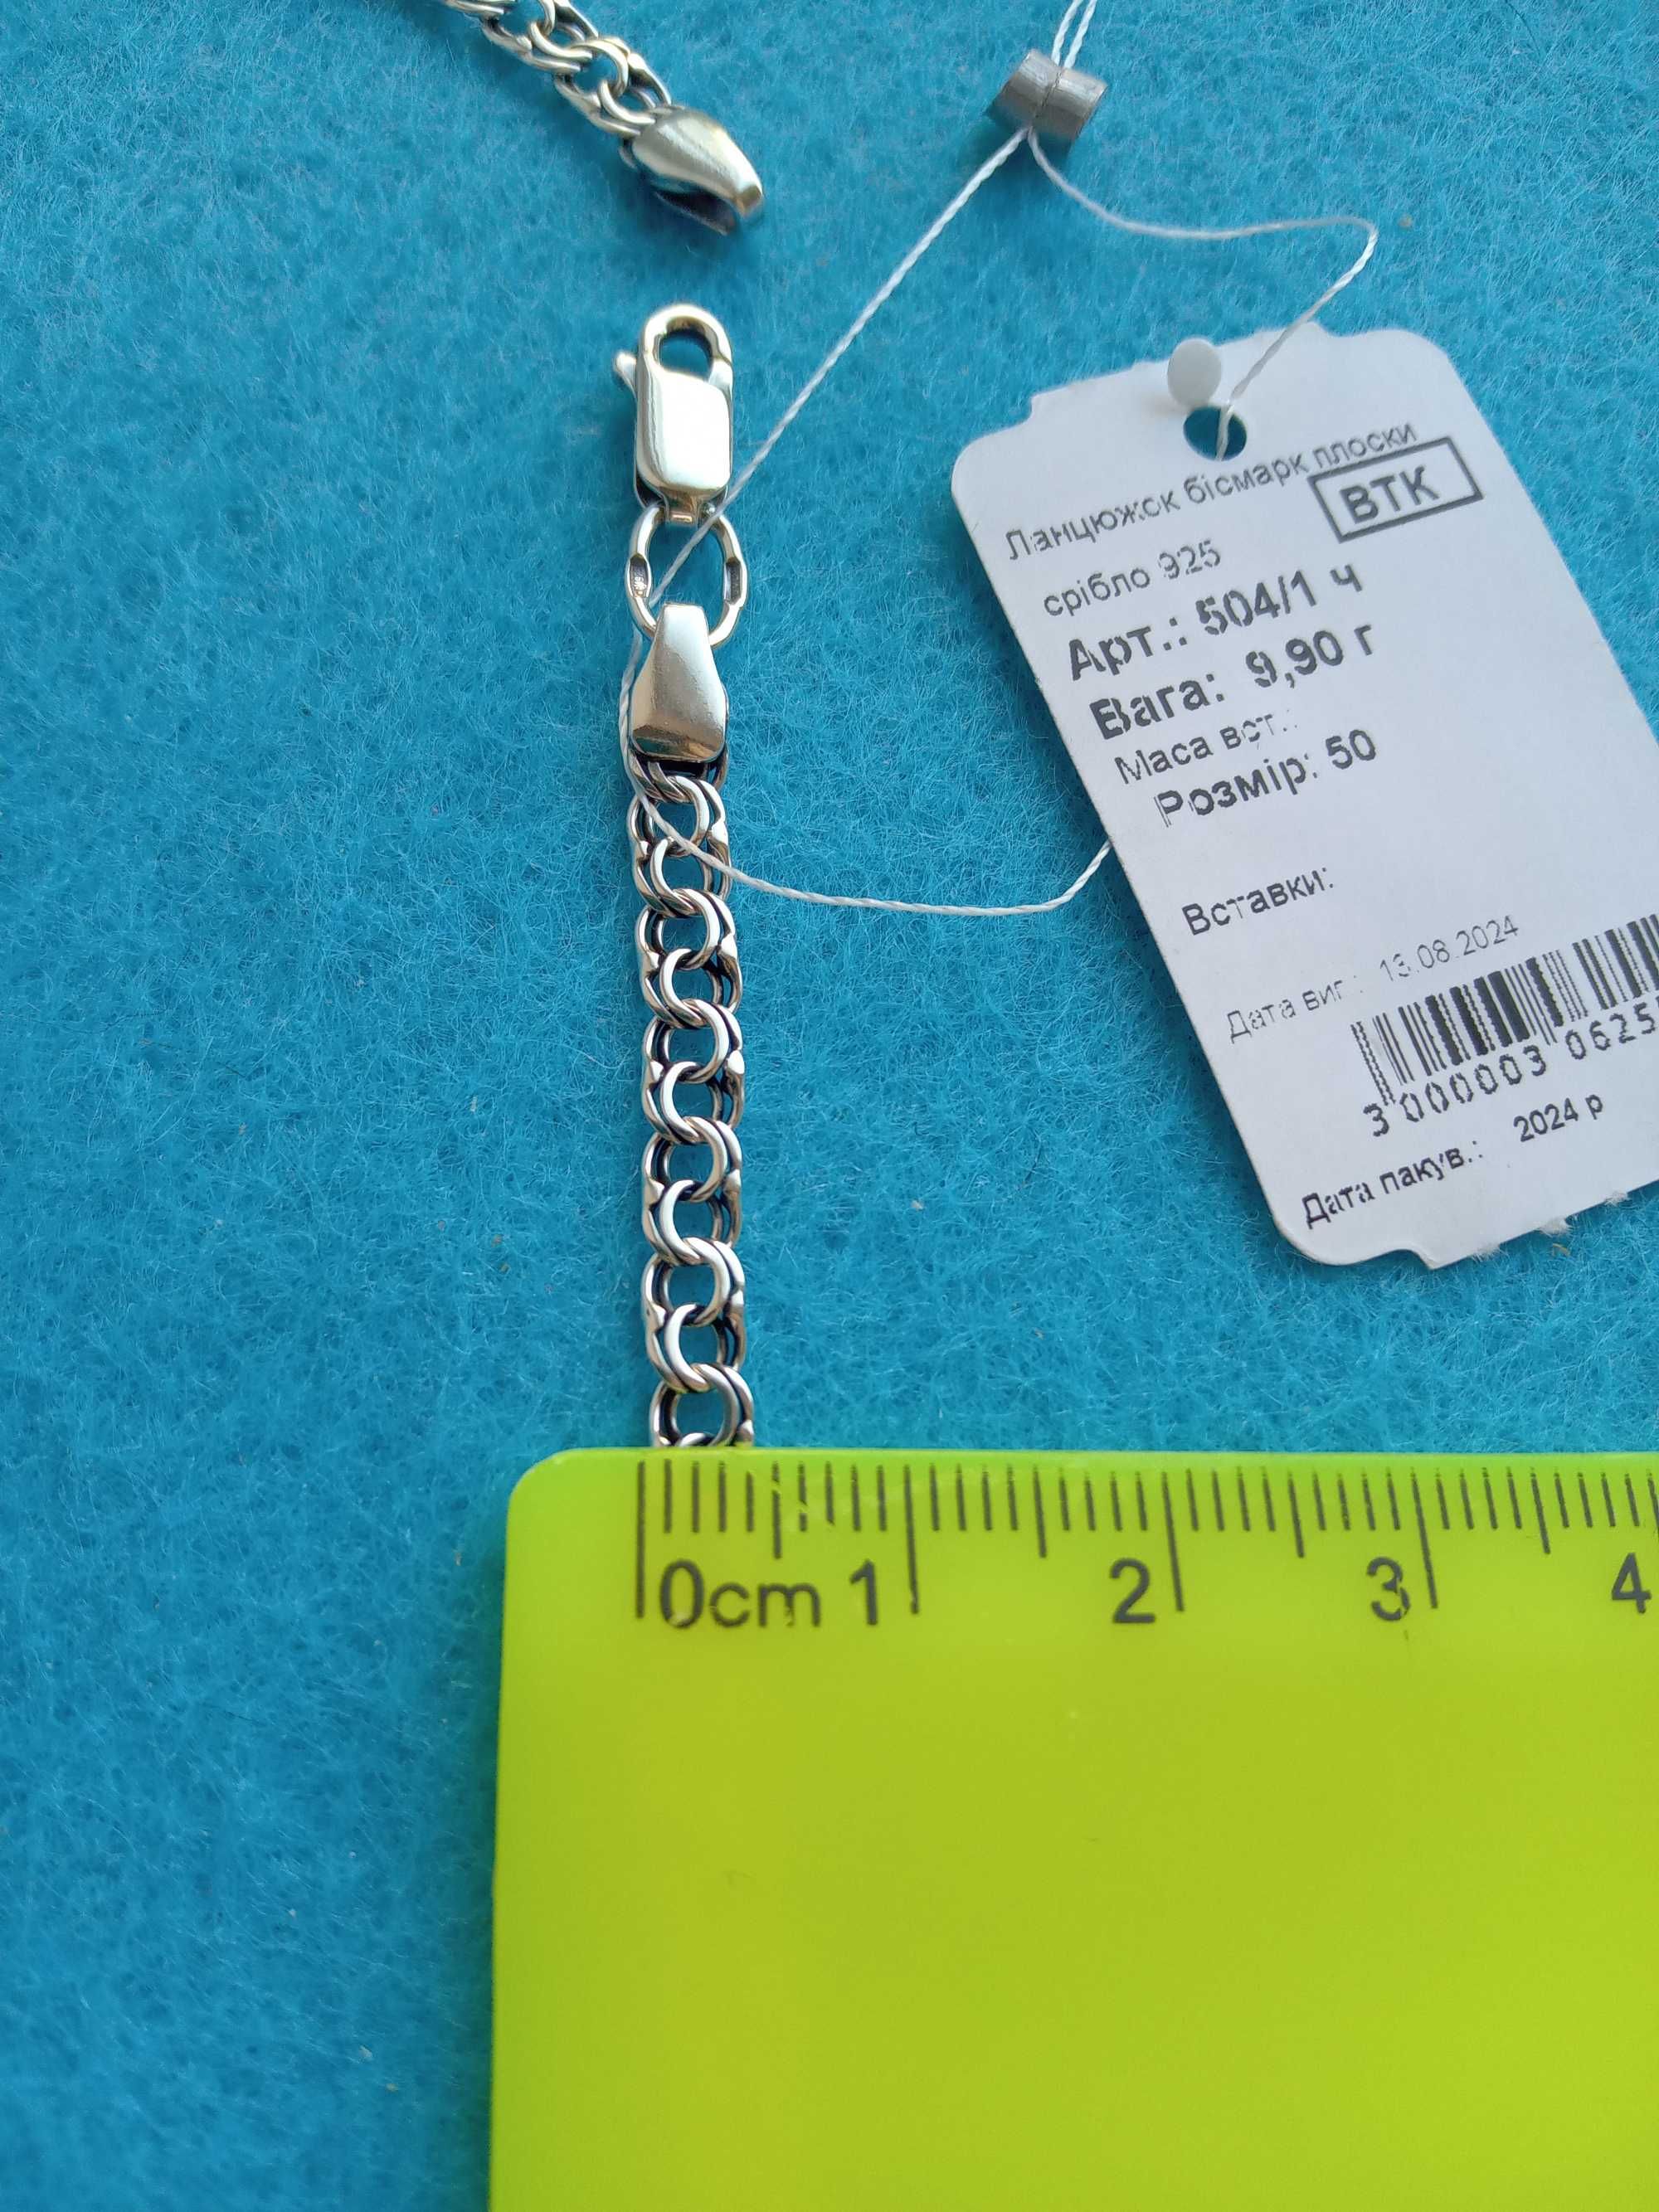 Ланцюжок бісмарк плоски
ВТК
срібло 925
Арт.: 504/1 ч
Вага: 9,90 г
Маса вст.:
Розмір: 50
Вставки:
Дата виг.: 13.08.2024
3 000003 0625
Дата пакув.: 2024 р
0cm 1 2 3 4